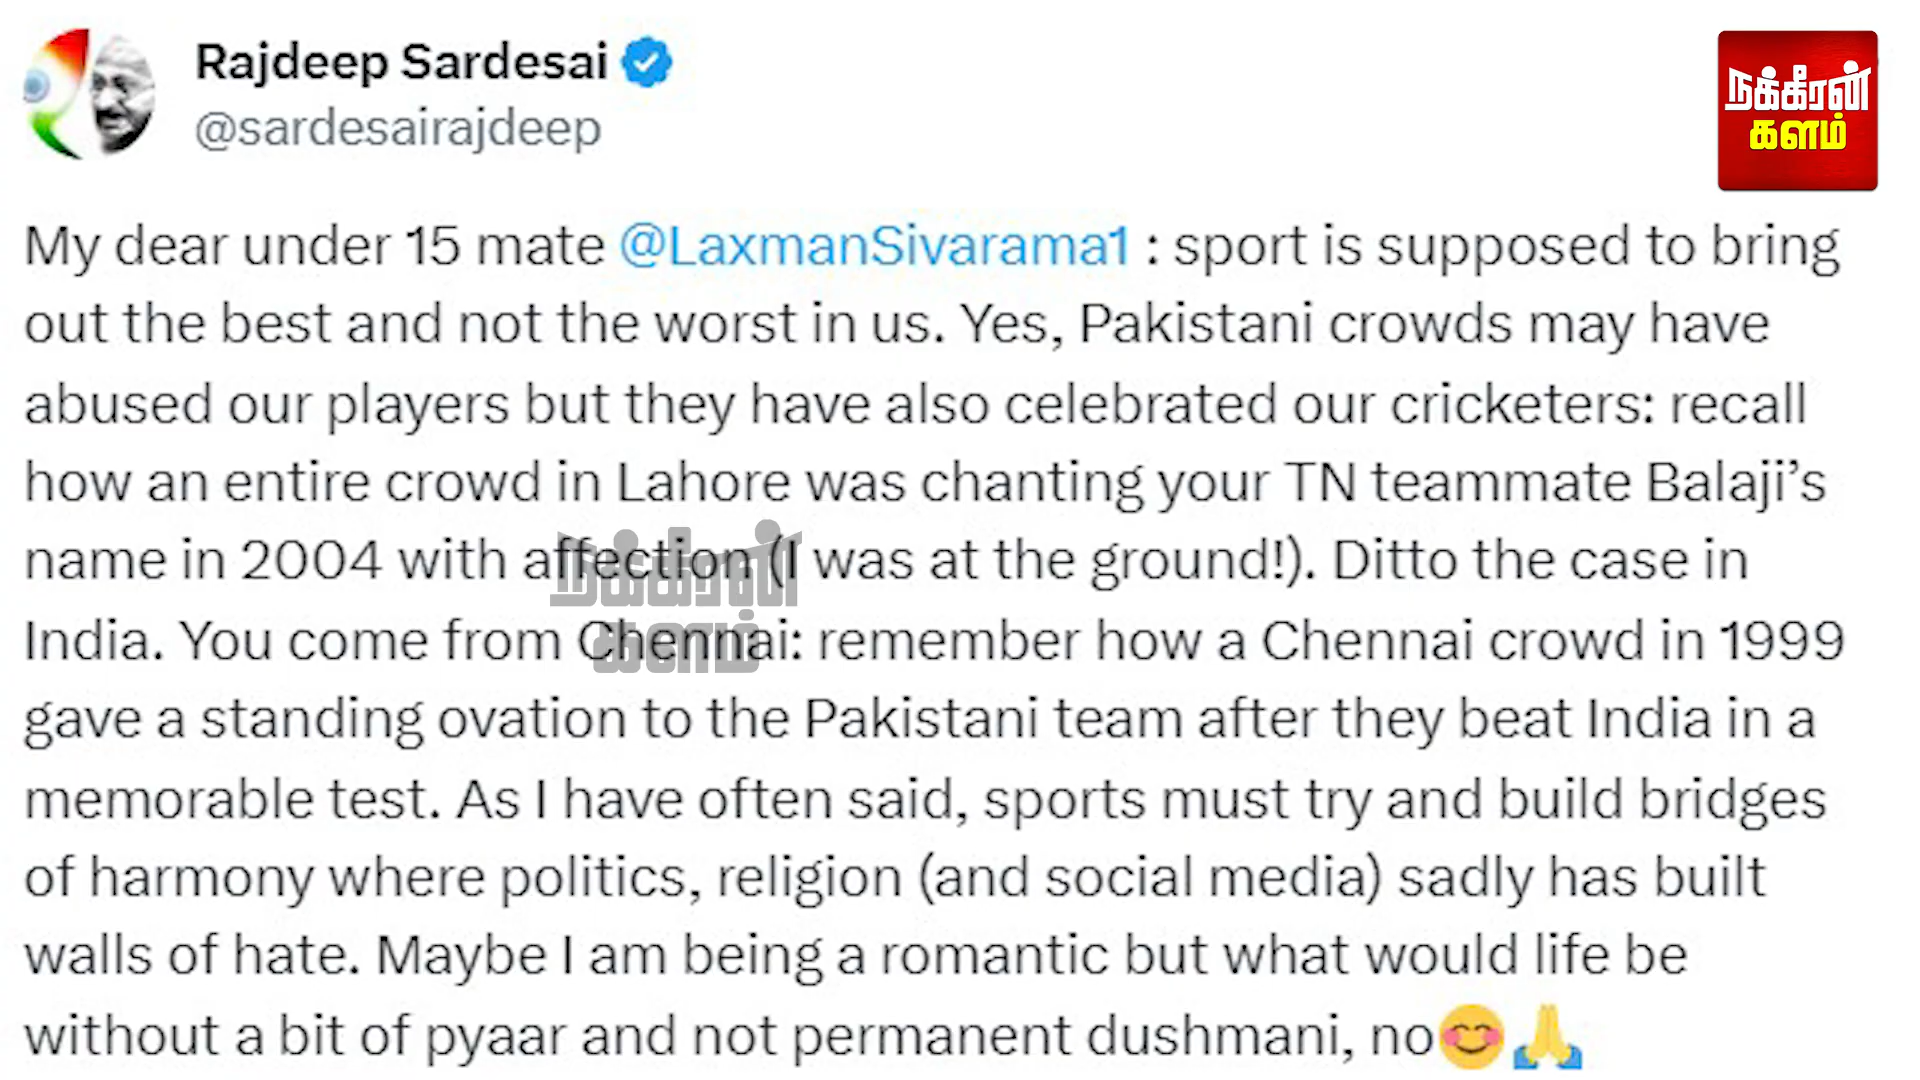 Rajdeep Sardesai
@sardesairajdeep
நக்கீரன்
களம்
My dear under 15 mate @LaxmanSivarama1 : sport is supposed to bring
out the best and not the worst in us. Yes, Pakistani crowds may have
abused our players but they have also celebrated our cricketers: recall
how an entire crowd in Lahore was chanting your TN teammate Balaji’s
name in 2004 with affection (I was at the ground!). Ditto the case in
நக்கீரன்
India. You come from Chennai: remember how a Chennai crowd in 1999
களம்
gave a standing ovation to the Pakistani team after they beat India in a
memorable test. As I have often said, sports must try and build bridges
of harmony where politics, religion (and social media) sadly has built
walls of hate. Maybe I am being a romantic but what would life be
without a bit of pyaar and not permanent dushmani, no😊🙏